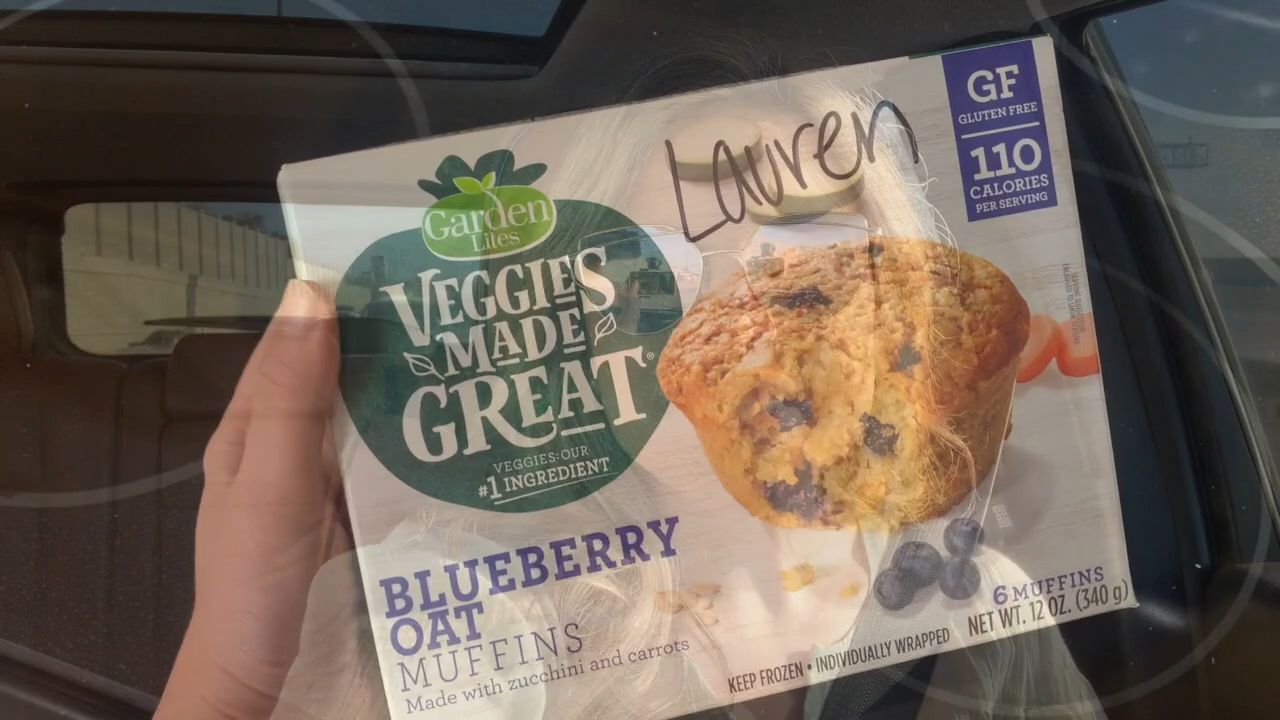 Garden
Lites
VEGGIES
MADE
GREAT®
VEGGIES: OUR
#1 INGREDIENT
Lauren
GF
GLUTEN FREE
110
CALORIES
PER SERVING
BLUEBERRY
OAT
MUFFINS
Made with zucchini and carrots
KEEP FROZEN • INDIVIDUALLY WRAPPED
6 MUFFINS
NET WT. 12 OZ. (340 g)